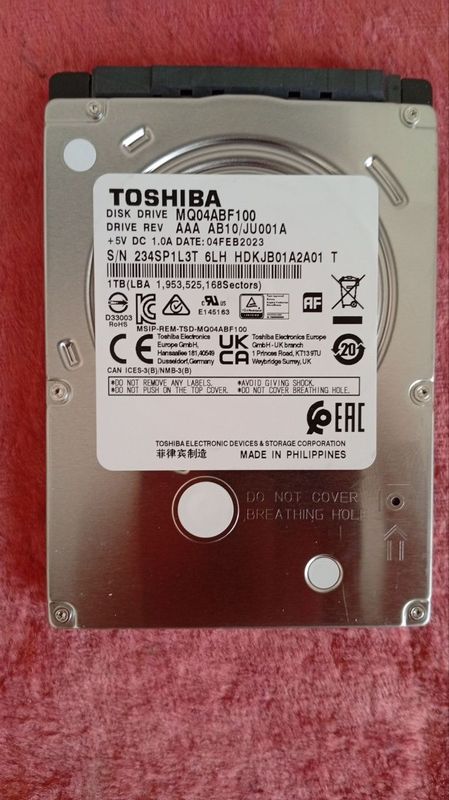 TOSHIBA
DISK DRIVE MQ04ABF100
DRIVE REV AAA AB10/JU001A
+5V DC 1.0A DATE:04FEB2023
S/N 234SP1L3T 6LH HDKJB01A2A01 T
1TB(LBA 1,953,525,168Sectors)
D33003
RoHS
E145163
AF
MSIP-REM-TSD-MQ04ABF100
CE
Toshiba Electronics
Europe GmbH,
Hansaallee 181,40549
Dusseldorf,Germany
UK
CA
Toshiba Electronics Europe
GmbH - UK branch
1 Princes Road, KT13 9TU
Weybridge Surrey, UK
20
CAN ICES-3(B)/NMB-3(B)
*DO NOT REMOVE ANY LABELS. *AVOID GIVING SHOCK.
*DO NOT PUSH ON THE TOP COVER. *DO NOT COVER BREATHING HOLE.
EAC
TOSHIBA ELECTRONIC DEVICES & STORAGE CORPORATION
菲律宾制造 MADE IN PHILIPPINES
DO NOT COVER
BREATHING HOLE